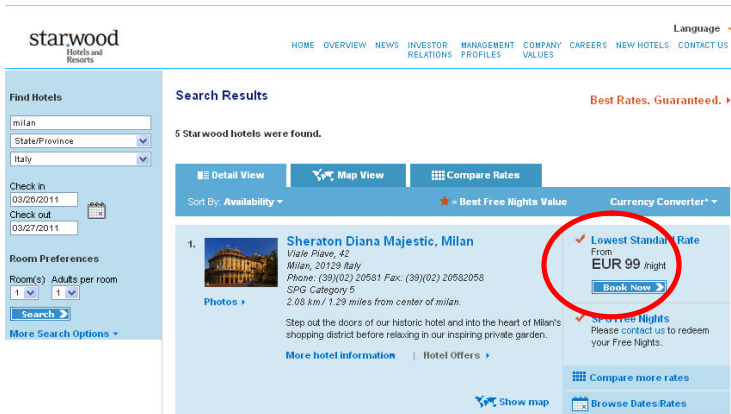 Language
starwood
Hotels and
Resorts
HOME OVERVIEW NEWS INVESTOR RELATIONS MANAGEMENT PROFILES COMPANY VALUES CAREERS NEW HOTELS CONTACT US
Find Hotels
milan
State/Province
Italy
Check in
03/26/2011
Check out
03/27/2011
Room Preferences
Room(s) Adults per room
1 1
Search
More Search Options
Search Results
Best Rates. Guaranteed.
5 Starwood hotels were found.
Detail View Map View Compare Rates
Sort By: Availability = Best Free Nights Value Currency Converter*
1.
Photos
Sheraton Diana Majestic, Milan
Viale Piave, 42
Milan, 20129 Italy
Phone: (39)(02) 20581 Fax: (39)(02) 20582058
SPG Category 5
2.08 km / 1.29 miles from center of milan.
Step out the doors of our historic hotel and into the heart of Milan's
shopping district before relaxing in our inspiring private garden.
More hotel information | Hotel Offers
Show map
Lowest Standard Rate
From
EUR 99 /night
Book Now
SPG Free Nights
Please contact us to redeem
your Free Nights.
Compare more rates
Browse Dates/Rates